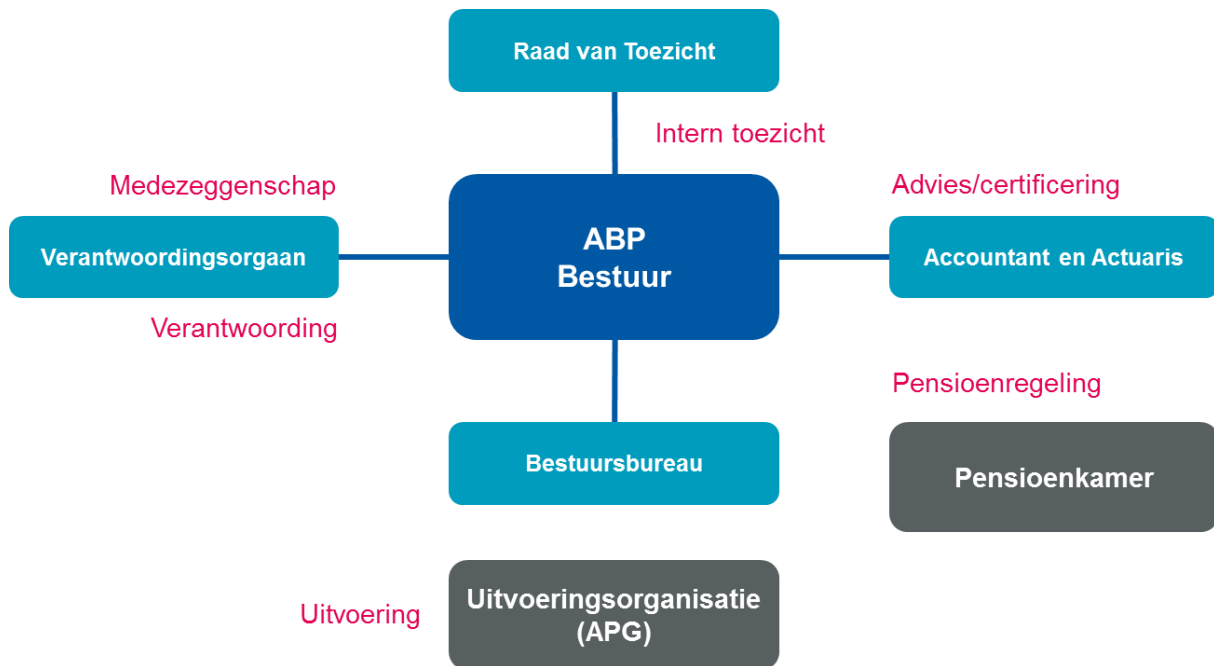 Raad van Toezicht
Intern toezicht
Medezeggenschap
Advies/certificering
Verantwoordingsorgaan
ABP
Bestuur
Accountant en Actuaris
Verantwoording
Pensioenregeling
Bestuursbureau
Pensioenkamer
Uitvoering
Uitvoeringsorganisatie
(APG)